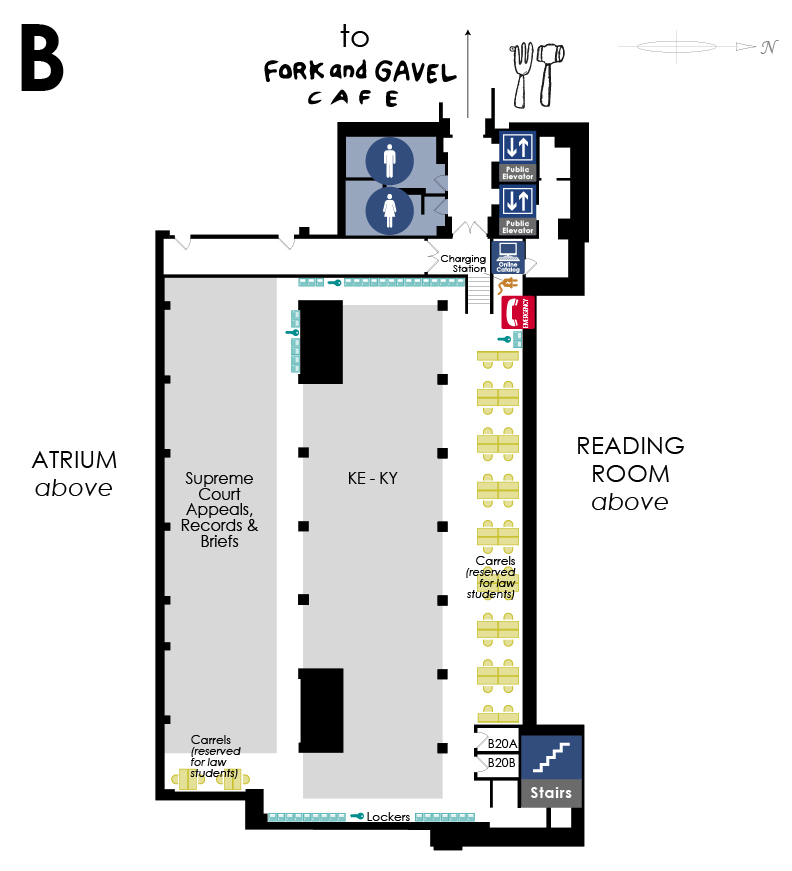 B
to
FORK and GAVEL
CAFE
N
Public
Elevator
Public
Elevator
Charging
Station
Online
Catalog
EMERGENCY
ATRIUM
above
Supreme
Court
Appeals,
Records &
Briefs
KE - KY
READING
ROOM
above
Carrels
(reserved
for law
students)
Carrels
(reserved
for law
students)
B20A
B20B
Stairs
Lockers